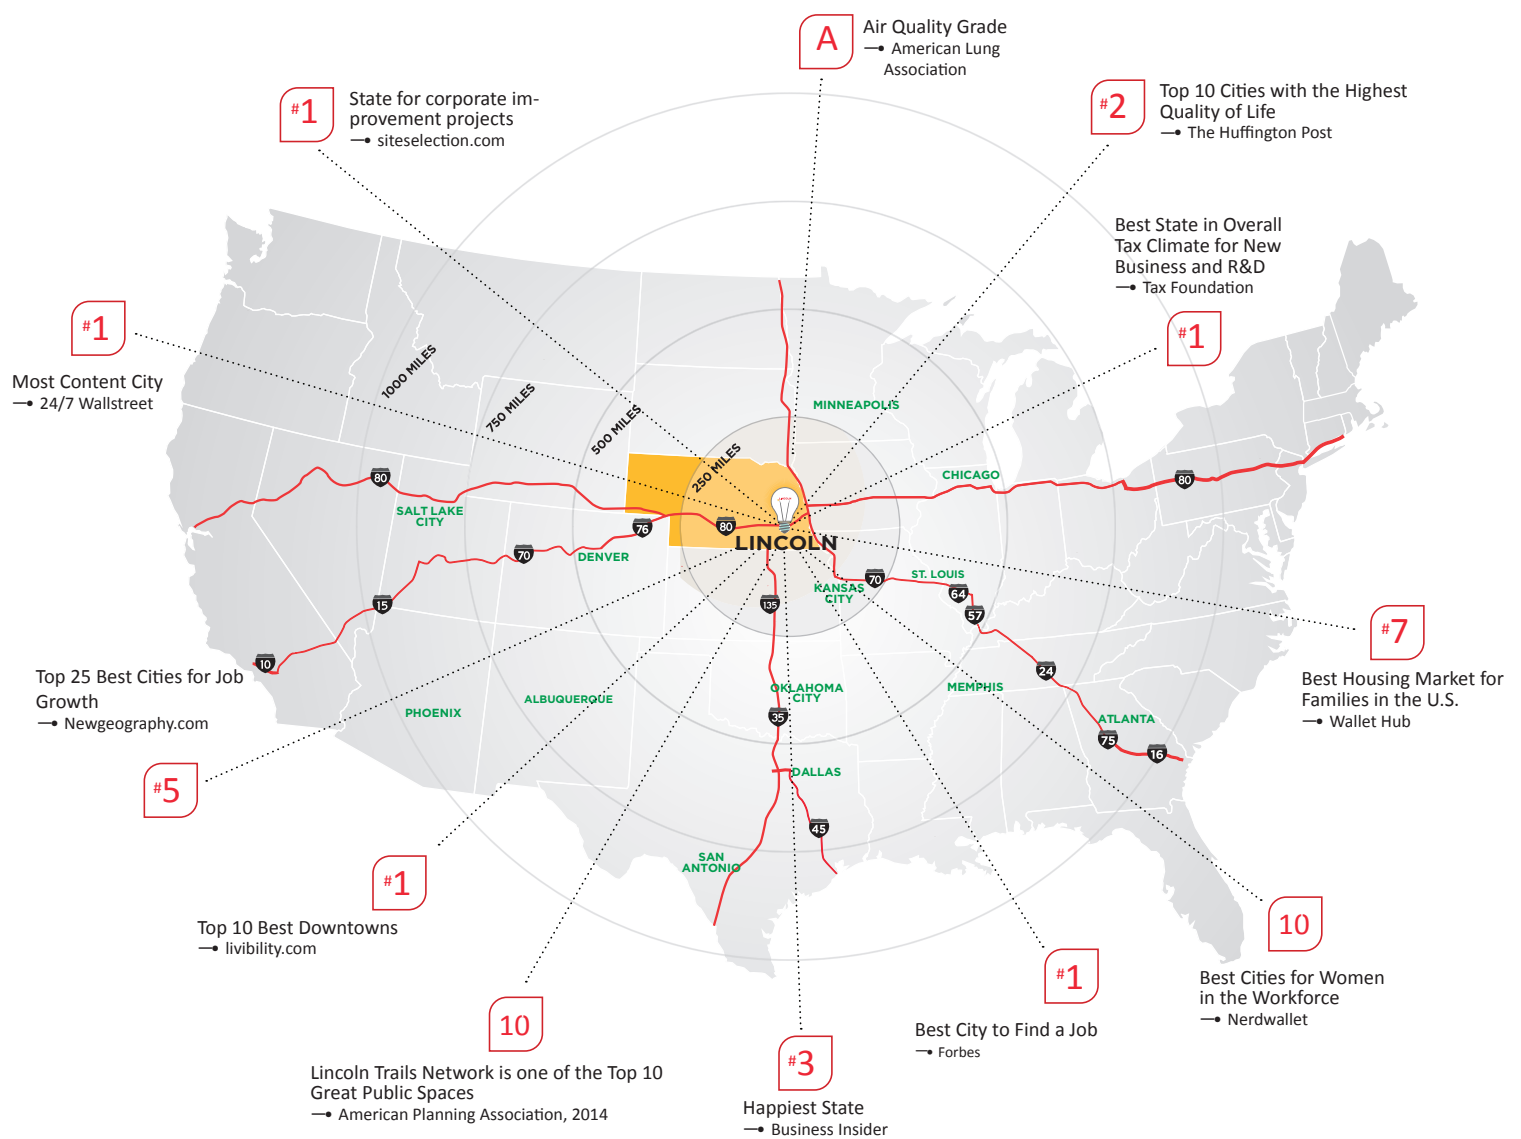 A
Air Quality Grade
American Lung
Association
#1
State for corporate im-
provement projects
siteselection.com
#2
Top 10 Cities with the Highest
Quality of Life
The Huffington Post
Best State in Overall
Tax Climate for New
Business and R&D
Tax Foundation
#1
#1
Most Content City
24/7 Wallstreet
1000 MILES
750 MILES
500 MILES
250 MILES
MINNEAPOLIS
CHICAGO
80
80
SALT LAKE
CITY
76
80
LINCOLN
70
DENVER
15
135
KANSAS
CITY
70
ST. LOUIS
64
57
10
24
#7
Best Housing Market for
Families in the U.S.
Wallet Hub
Top 25 Best Cities for Job
Growth
Newgeography.com
#5
PHOENIX
ALBUQUERQUE
OKLAHOMA
CITY
35
MEMPHIS
ATLANTA
75
16
DALLAS
45
SAN
ANTONIO
#1
Top 10 Best Downtowns
livibility.com
10
Best Cities for Women
in the Workforce
Nerdwallet
#1
Best City to Find a Job
Forbes
10
Lincoln Trails Network is one of the Top 10
Great Public Spaces
American Planning Association, 2014
#3
Happiest State
Business Insider